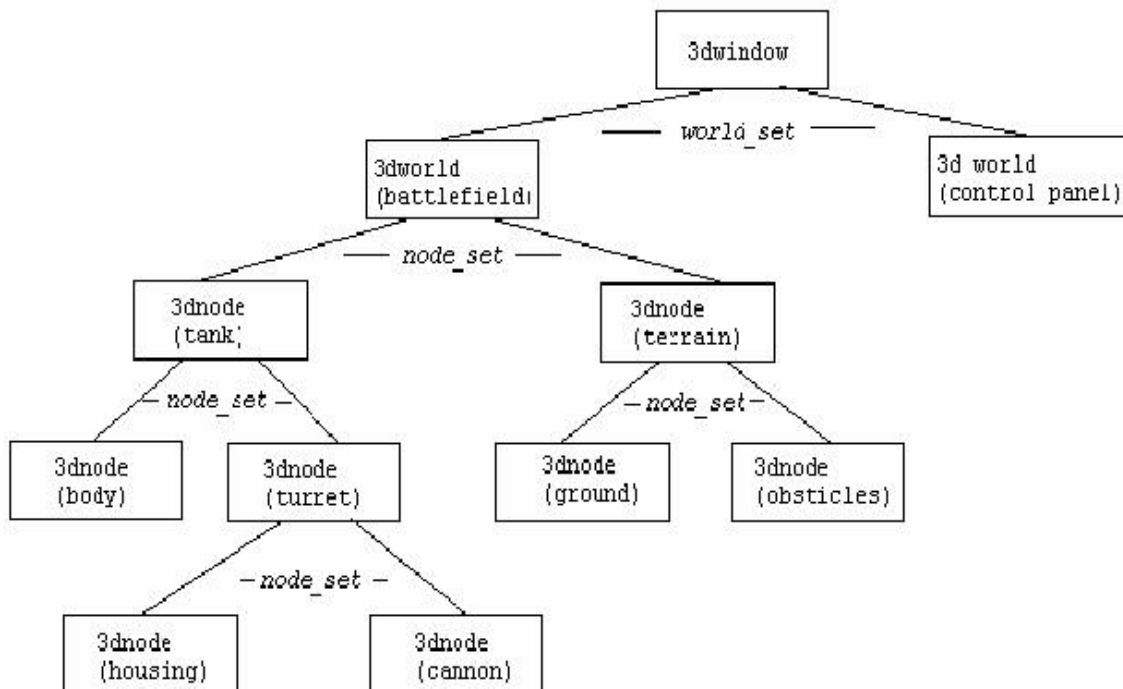 3dwindow
world_set
3dworld
(battlefield)
3d world
(control panel)
node_set
3dnode
(tank)
3dnode
(terrain)
node_set
node_set
3dnode
(body)
3dnode
(turret)
3dnode
(ground)
3dnode
(obsticles)
node_set
3dnode
(housing)
3dnode
(cannon)